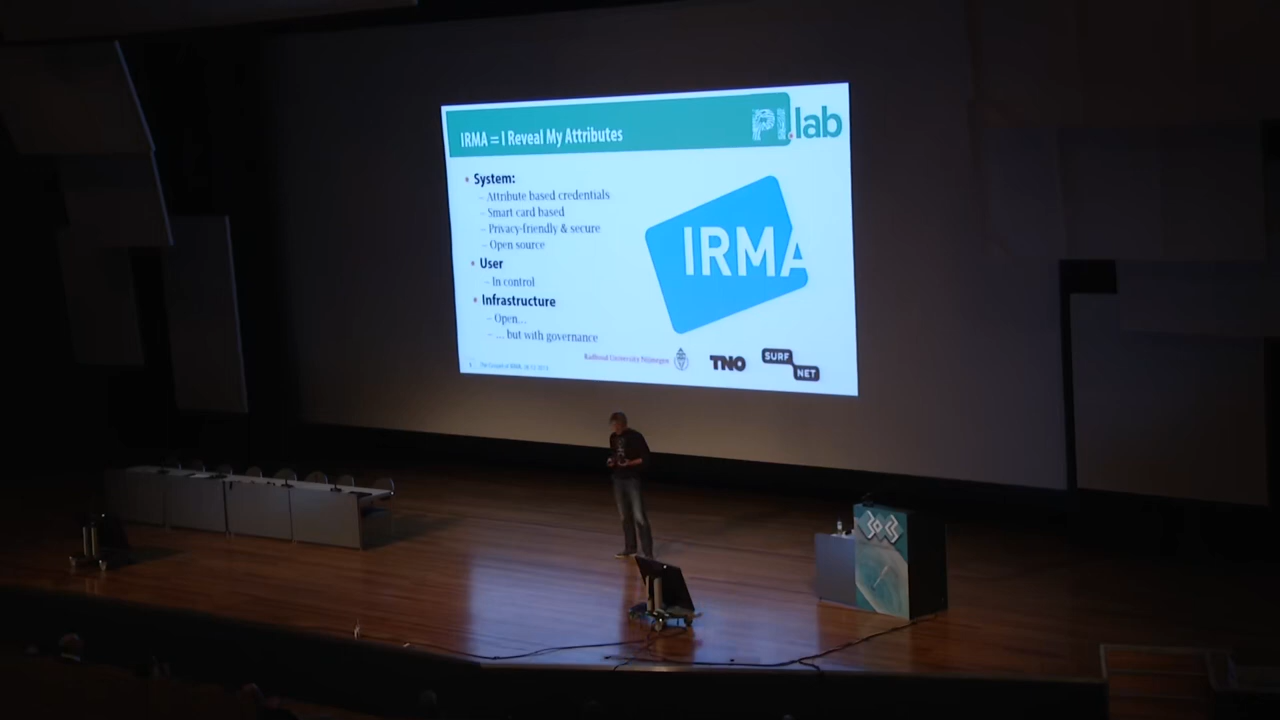 IRMA = I Reveal My Attributes
PI.lab
• System:
– Attribute based credentials
– Smart card based
– Privacy-friendly & secure
– Open source
• User
– In control
• Infrastructure
– Open...
– ... but with governance
IRMA
Radboud University Nijmegen
TNO
SURF
NET
30C3